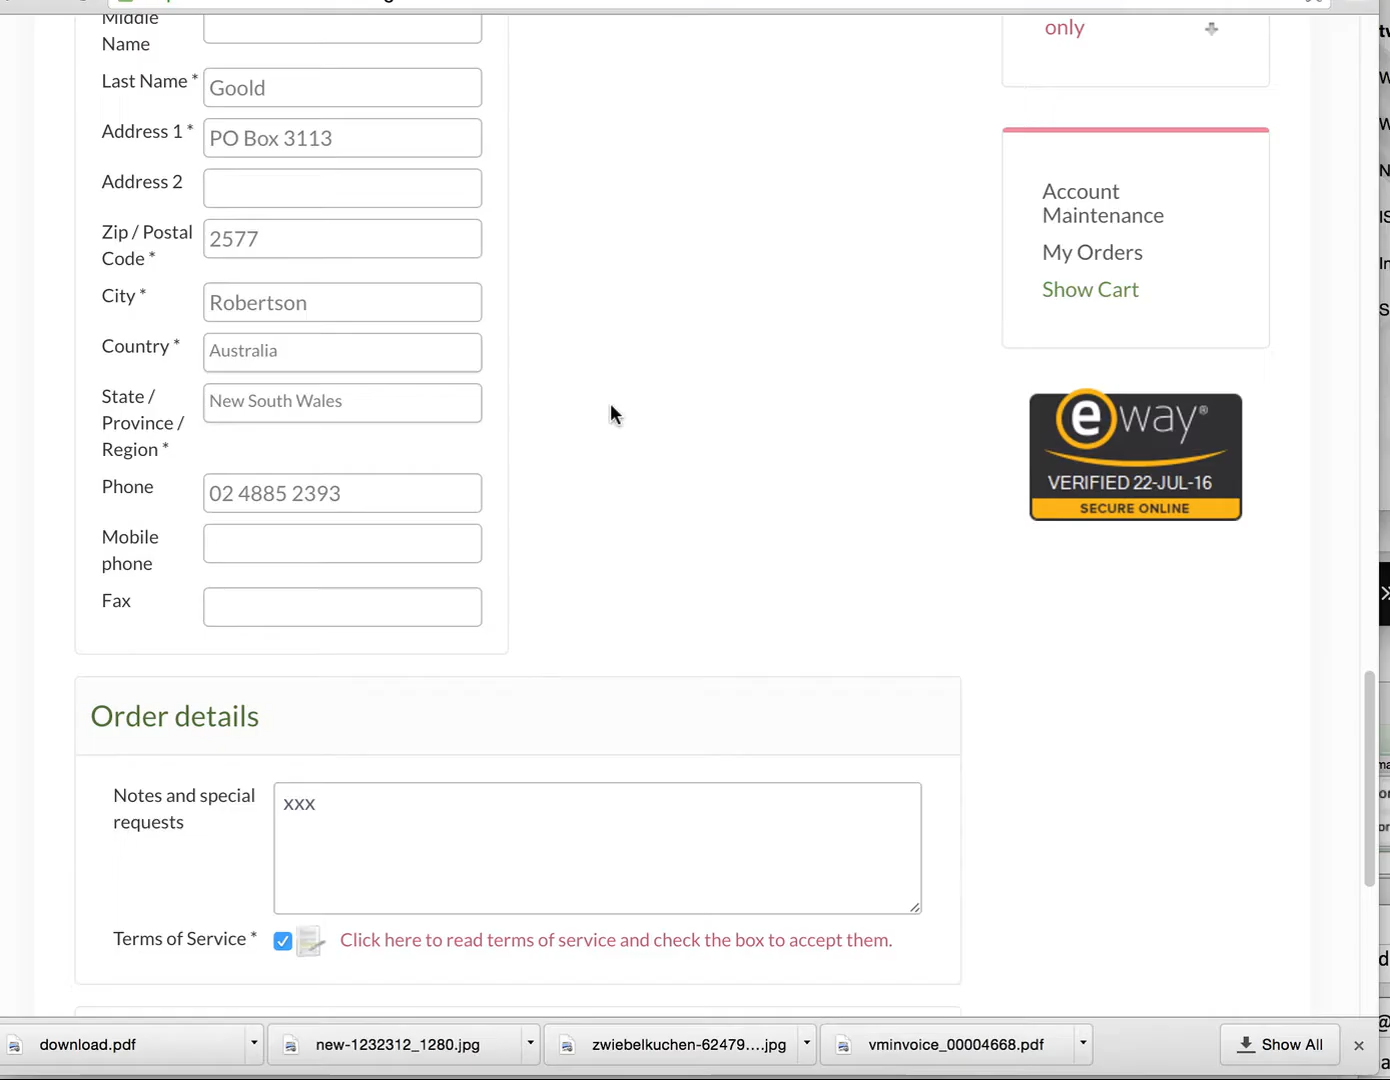 Middle
Name
Last Name *
Goold
Address 1 *
PO Box 3113
Address 2
Zip / Postal
Code *
2577
City *
Robertson
Country *
Australia
State /
Province /
Region *
New South Wales
Phone
02 4885 2393
Mobile
phone
Fax
only
Account
Maintenance
My Orders
Show Cart
eway®
VERIFIED 22-JUL-16
SECURE ONLINE
Order details
Notes and special
requests
xxx
Terms of Service *
Click here to read terms of service and check the box to accept them.
download.pdf
new-1232312_1280.jpg
zwiebelkuchen-62479....jpg
vminvoice_00004668.pdf
Show All